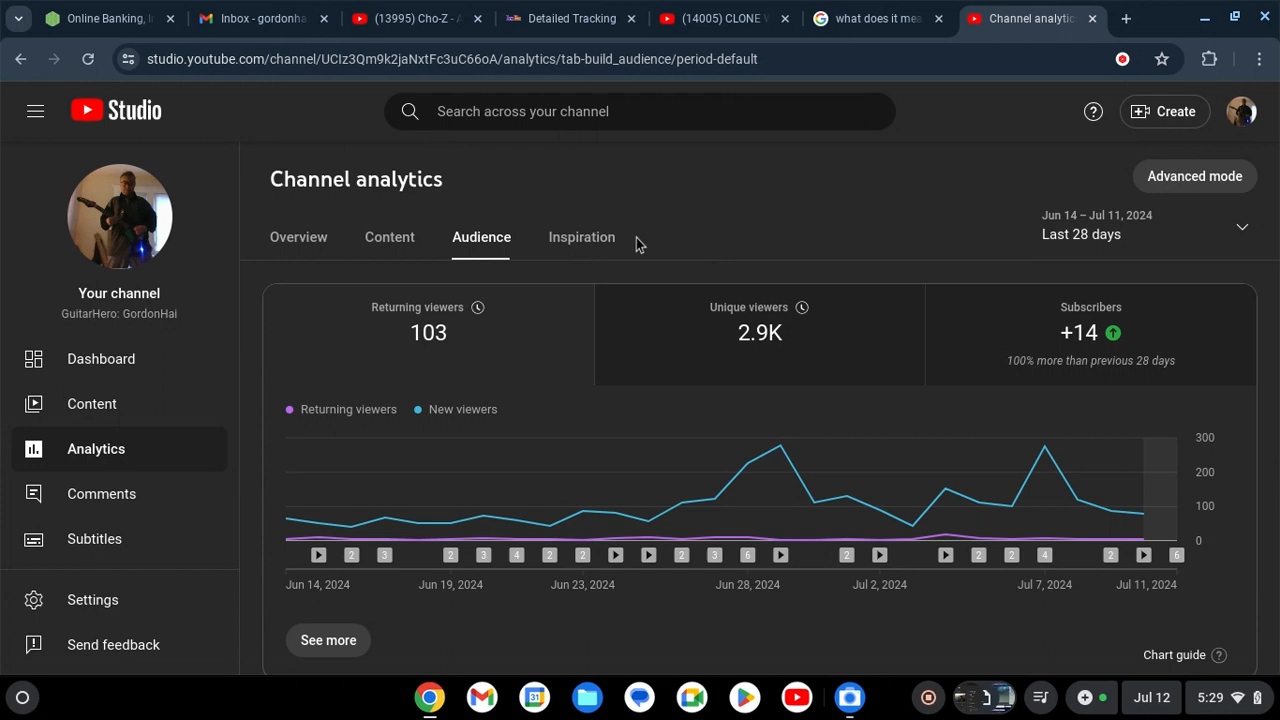 Online Banking, I
Inbox - gordonha
(13995) Cho-Z - A
Detailed Tracking
(14005) CLONE
what does it mea
Channel analytic
studio.youtube.com/channel/UCIz3Qm9k2jaNxtFc3uC66oA/analytics/tab-build_audience/period-default
Studio
Search across your channel
Create
Channel analytics
Advanced mode
Overview
Content
Audience
Inspiration
Jun 14 – Jul 11, 2024
Last 28 days
Your channel
GuitarHero: GordonHai
Dashboard
Content
Analytics
Comments
Subtitles
Settings
Send feedback
Returning viewers
103
Unique viewers
2.9K
Subscribers
+14
100% more than previous 28 days
Returning viewers
New viewers
300
200
100
0
2 3 2 3 4 2 2 2 3 6 2 2 2 4 2 6
Jun 14, 2024
Jun 19, 2024
Jun 23, 2024
Jun 28, 2024
Jul 2, 2024
Jul 7, 2024
Jul 11, 2024
See more
Chart guide
31
Jul 12
5:29